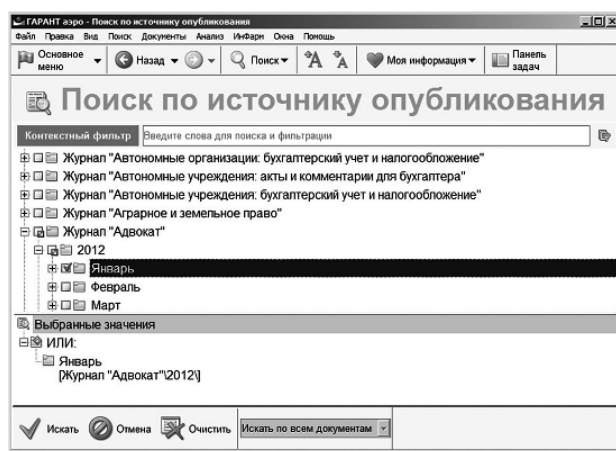 ГАРАНТ аэро - Поиск по источнику опубликования
Файл Правка Вид Поиск Документы Анализ ИнФарм Окна Помощь
Основное меню Назад Поиск Моя информация Панель задач
Поиск по источнику опубликования
Контекстный фильтр Введите слова для поиска и фильтрации
Журнал "Автономные организации: бухгалтерский учет и налогообложение"
Журнал "Автономные учреждения: акты и комментарии для бухгалтера"
Журнал "Автономные учреждения: бухгалтерский учет и налогообложение"
Журнал "Аграрное и земельное право"
Журнал "Адвокат"
2012
Январь
Февраль
Март
Выбранные значения
ИЛИ:
Январь
[Журнал "Адвокат"\2012\]
Искать Отмена Очистить Искать по всем документам